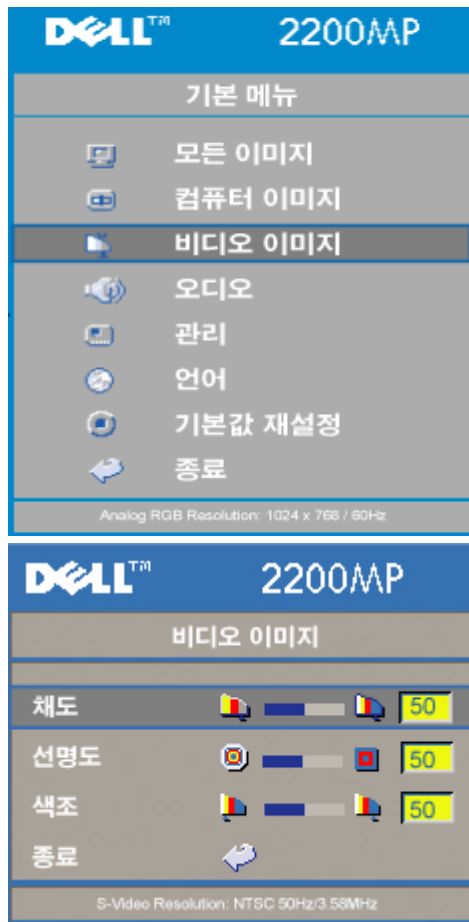 DELL™ 2200MP
기본 메뉴
모든 이미지
컴퓨터 이미지
비디오 이미지
오디오
관리
언어
기본값 재설정
종료
Analog RGB Resolution: 1024 x 768 / 60Hz
DELL™ 2200MP
비디오 이미지
채도 50
선명도 50
색조 50
종료
S-Video Resolution: NTSC 50Hz/3.58MHz